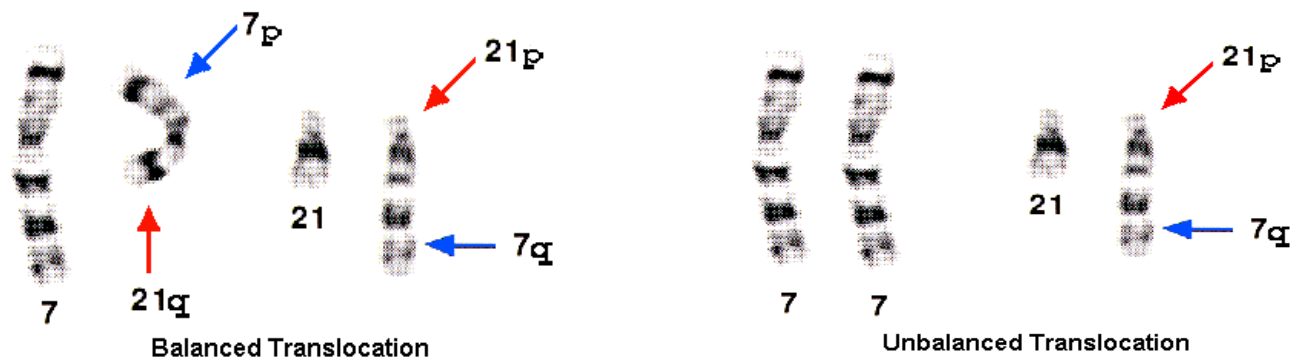 7p
21p
21
7q
7
21q
Balanced Translocation
21p
21
7q
7
7
Unbalanced Translocation